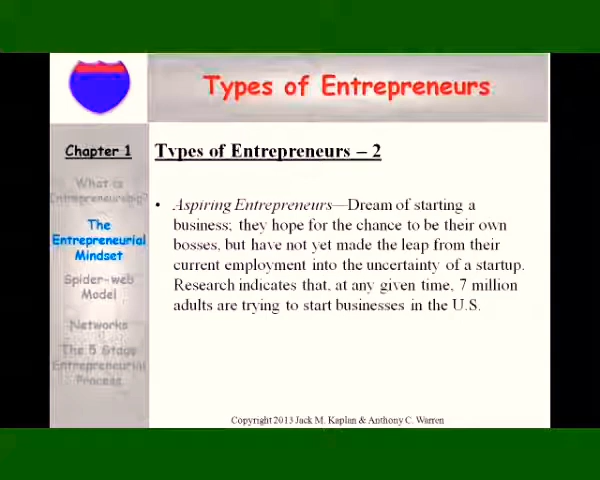 Types of Entrepreneurs
Chapter 1
Types of Entrepreneurs – 2
What is
Entrepreneurship?
The
Entrepreneurial
Mindset
Spider-web
Model
Networks
The 5 Stage
Entrepreneurial
Process
• Aspiring Entrepreneurs—Dream of starting a
business; they hope for the chance to be their own
bosses, but have not yet made the leap from their
current employment into the uncertainty of a startup.
Research indicates that, at any given time, 7 million
adults are trying to start businesses in the U.S.
Copyright 2013 Jack M. Kaplan & Anthony C. Warren